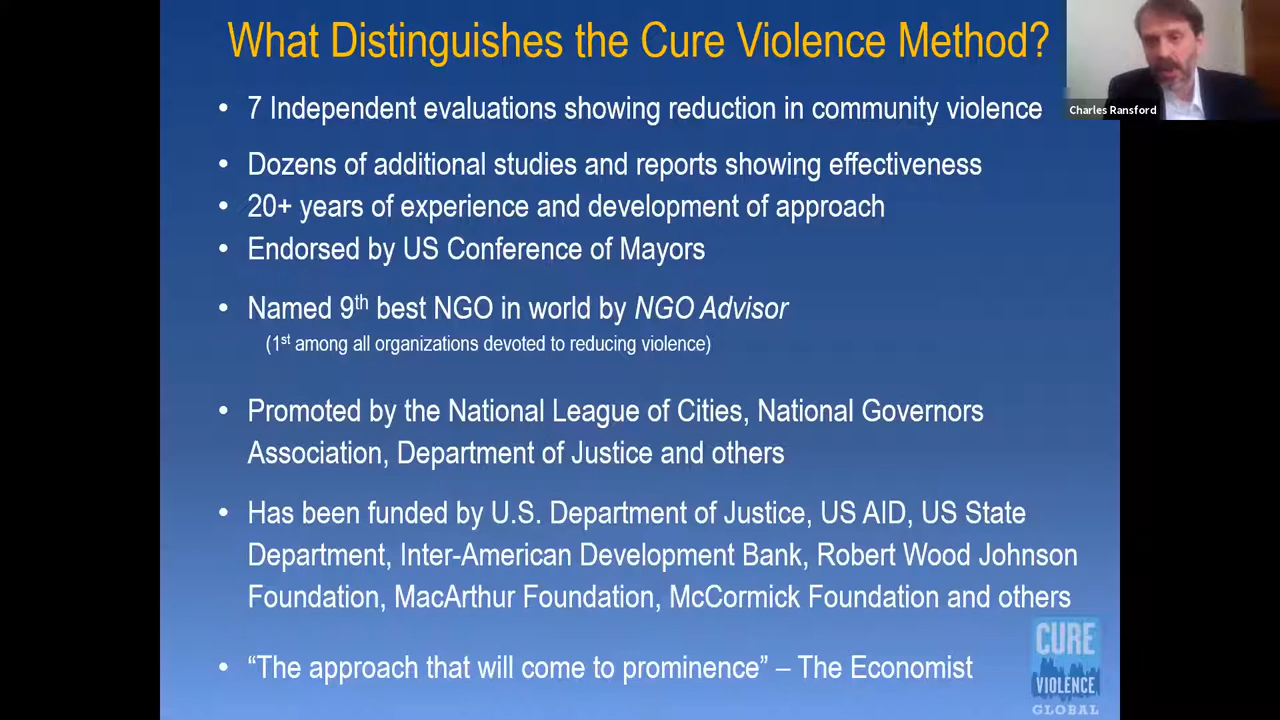 What Distinguishes the Cure Violence Method?
Charles Ransford
• 7 Independent evaluations showing reduction in community violence
• Dozens of additional studies and reports showing effectiveness
• 20+ years of experience and development of approach
• Endorsed by US Conference of Mayors
• Named 9th best NGO in world by NGO Advisor
(1st among all organizations devoted to reducing violence)
• Promoted by the National League of Cities, National Governors
Association, Department of Justice and others
• Has been funded by U.S. Department of Justice, US AID, US State
Department, Inter-American Development Bank, Robert Wood Johnson
Foundation, MacArthur Foundation, McCormick Foundation and others
• “The approach that will come to prominence” – The Economist
CURE
VIOLENCE
GLOBAL